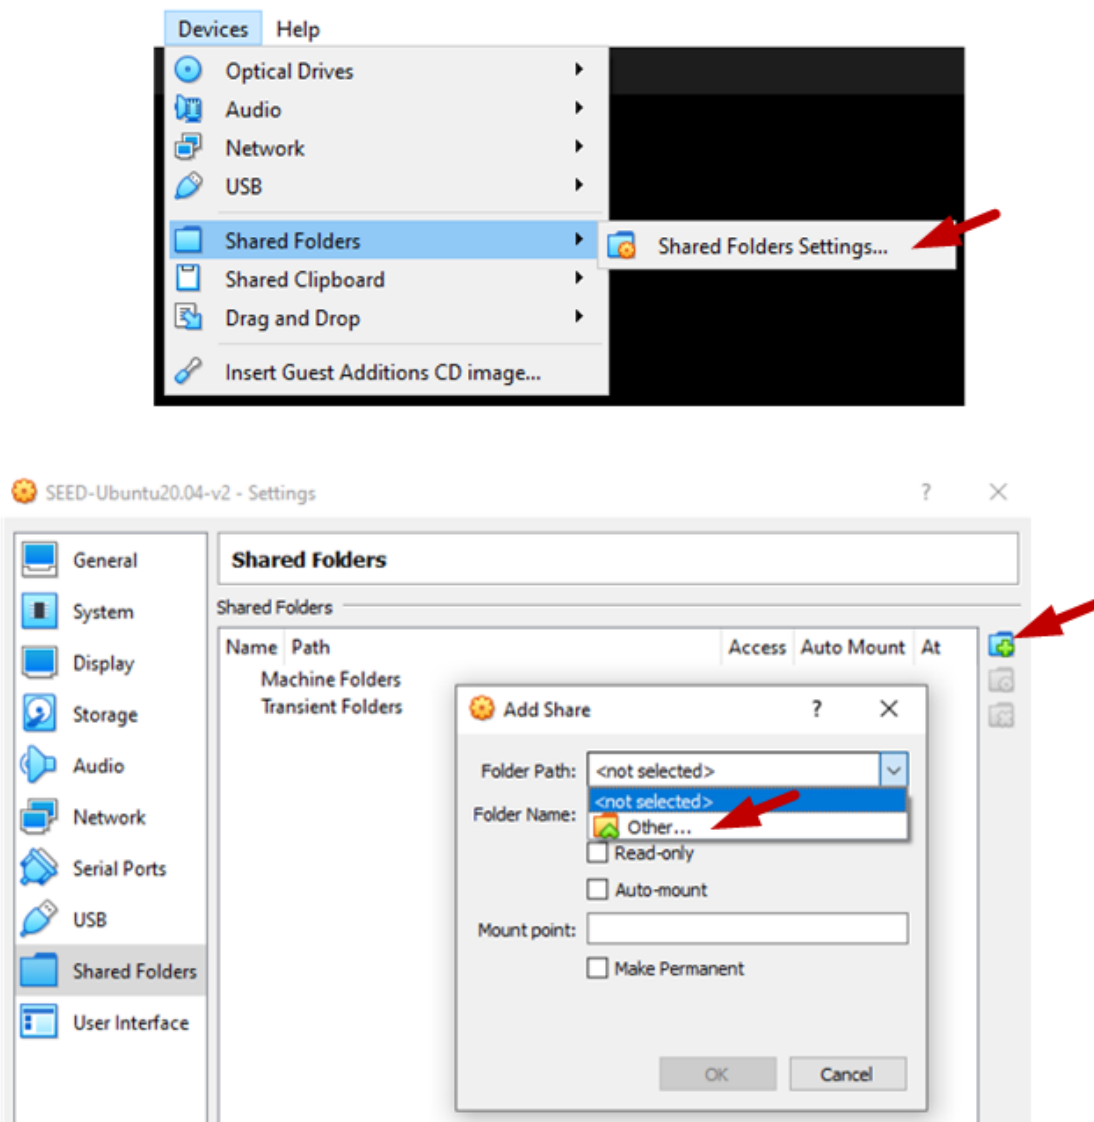 Devices Help
Optical Drives
Audio
Network
USB
Shared Folders
Shared Folders Settings...
Shared Clipboard
Drag and Drop
Insert Guest Additions CD image...
SEED-Ubuntu20.04-v2 - Settings ?
General
System
Display
Storage
Audio
Network
Serial Ports
USB
Shared Folders
User Interface
Shared Folders
Shared Folders
Name Path Access Auto Mount At
Machine Folders
Transient Folders
Add Share ?
Folder Path: <not selected>
<not selected>
Folder Name:
Other...
Read-only
Auto-mount
Mount point:
Make Permanent
OK Cancel